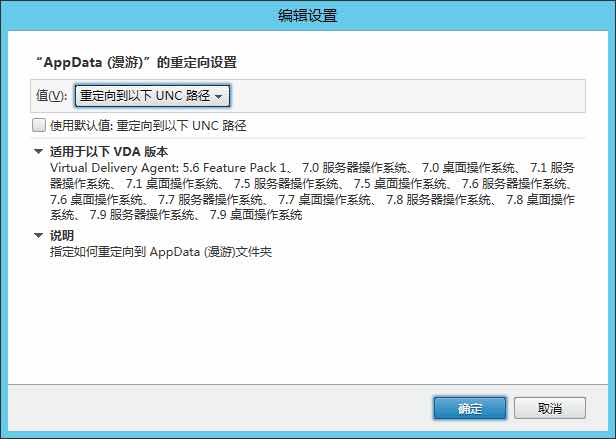 编辑设置
“AppData (漫游)”的重定向设置
值(V): 重定向到以下 UNC 路径
使用默认值: 重定向到以下 UNC 路径
适用于以下 VDA 版本
Virtual Delivery Agent: 5.6 Feature Pack 1、 7.0 服务器操作系统、 7.0 桌面操作系统、 7.1 服务
器操作系统、 7.1 桌面操作系统、 7.5 服务器操作系统、 7.5 桌面操作系统、 7.6 服务器操作系统、
7.6 桌面操作系统、 7.7 服务器操作系统、 7.7 桌面操作系统、 7.8 服务器操作系统、 7.8 桌面操作系
统、 7.9 服务器操作系统、 7.9 桌面操作系统
说明
指定如何重定向到 AppData (漫游)文件夹
确定 取消